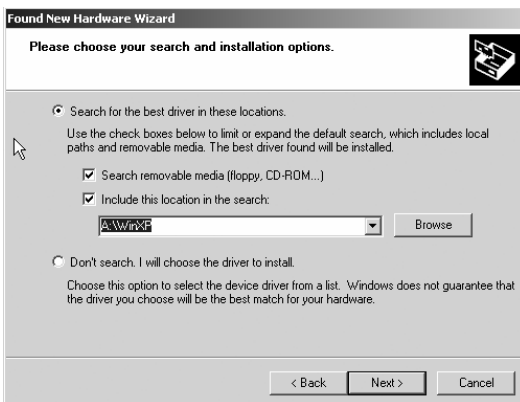 Found New Hardware Wizard
Please choose your search and installation options.
Search for the best driver in these locations.
Use the check boxes below to limit or expand the default search, which includes local
paths and removable media. The best driver found will be installed.
Search removable media (floppy, CD-ROM...)
Include this location in the search:
A:\WinXP
Browse
Don't search. I will choose the driver to install.
Choose this option to select the device driver from a list. Windows does not guarantee that
the driver you choose will be the best match for your hardware.
< Back
Next >
Cancel